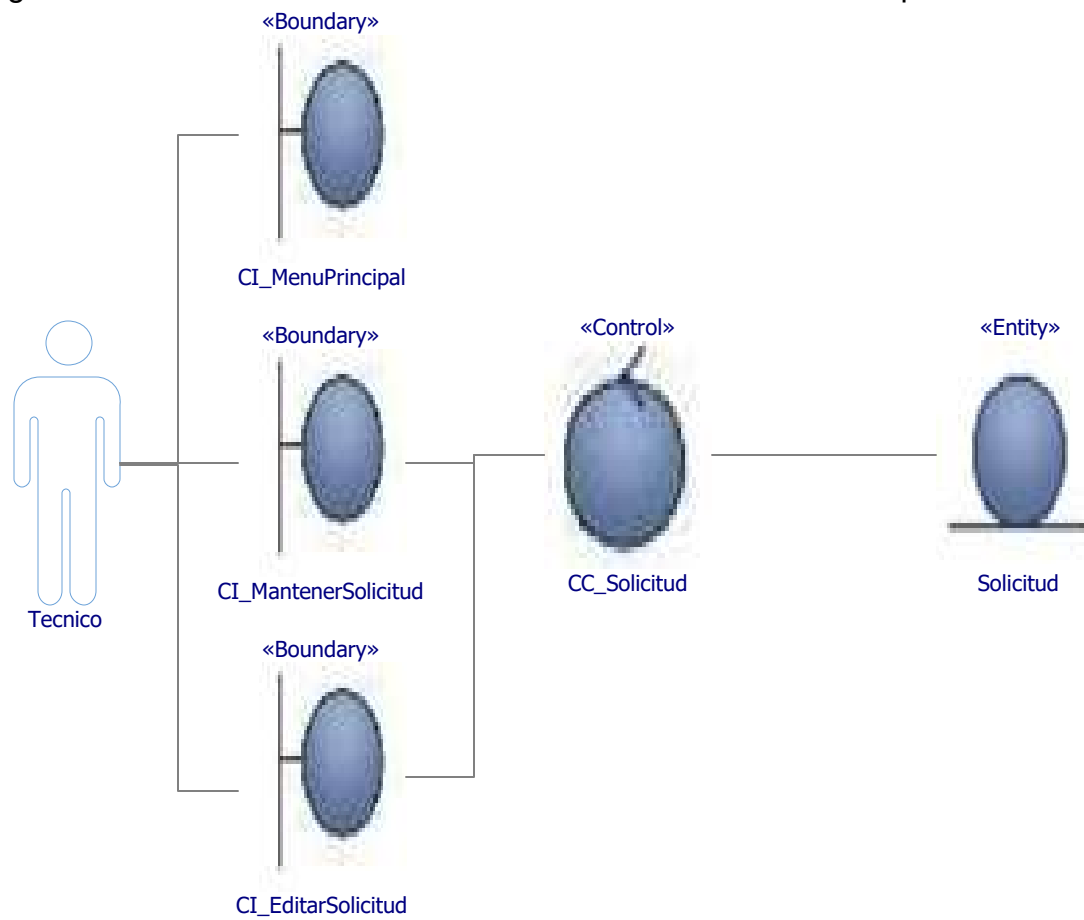 «Boundary»
CI_MenuPrincipal
«Boundary»
«Control»
«Entity»
CI_MantenerSolicitud
CC_Solicitud
Solicitud
Tecnico
«Boundary»
CI_EditarSolicitud